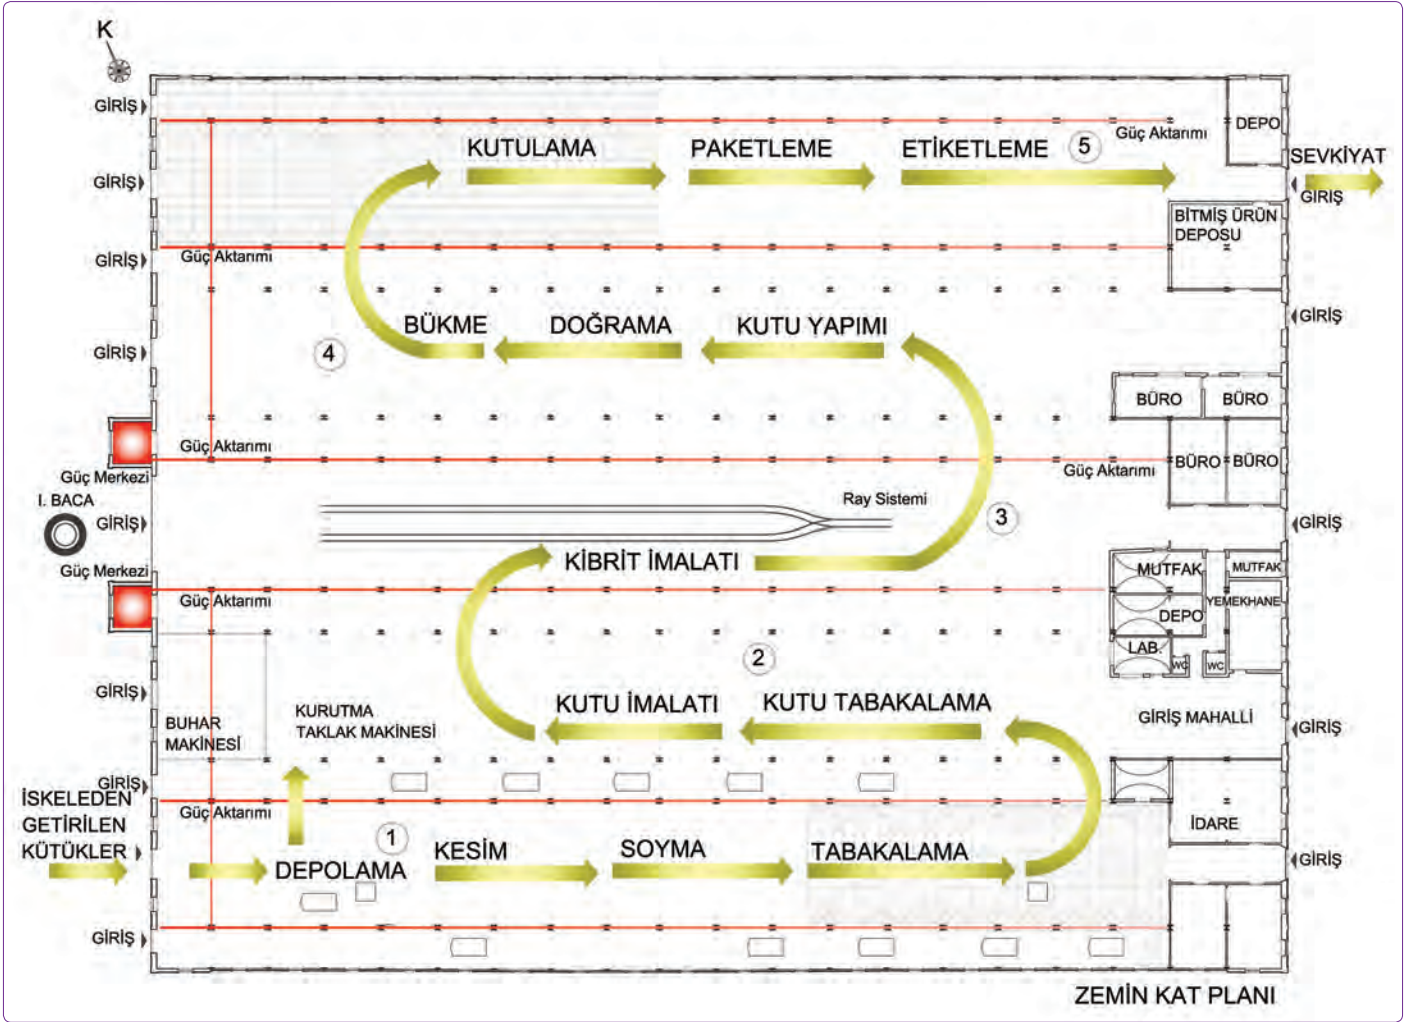 K
GİRİŞ
DEPO
Güç Aktarımı
KUTULAMA
PAKETLEME
ETİKETLEME
5
SEVKİYAT
GİRİŞ
GİRİŞ
BİTMİŞ ÜRÜN
DEPOSU
GİRİŞ
Güç Aktarımı
GİRİŞ
BÜKME
DOĞRAMA
KUTU YAPIMI
4
GİRİŞ
BÜRO
BÜRO
Güç Aktarımı
BÜRO
BÜRO
Güç Aktarımı
Güç Merkezi
I. BACA
GİRİŞ
Ray Sistemi
3
GİRİŞ
KİBRİT İMALATI
Güç Merkezi
MUTFAK
MUTFAK
Güç Aktarımı
YEMEKHANE
DEPO
LAB.
WC
WC
2
GİRİŞ
KUTU İMALATI
KUTU TABAKALAMA
KURUTMA
TAKLAK MAKİNESİ
BUHAR
MAKİNESİ
GİRİŞ MAHALLİ
GİRİŞ
GİRİŞ
İSKELEDEN
GETİRİLEN
KÜTÜKLER
Güç Aktarımı
1
DEPOLAMA
KESİM
SOYMA
TABAKALAMA
İDARE
GİRİŞ
GİRİŞ
ZEMİN KAT PLANI